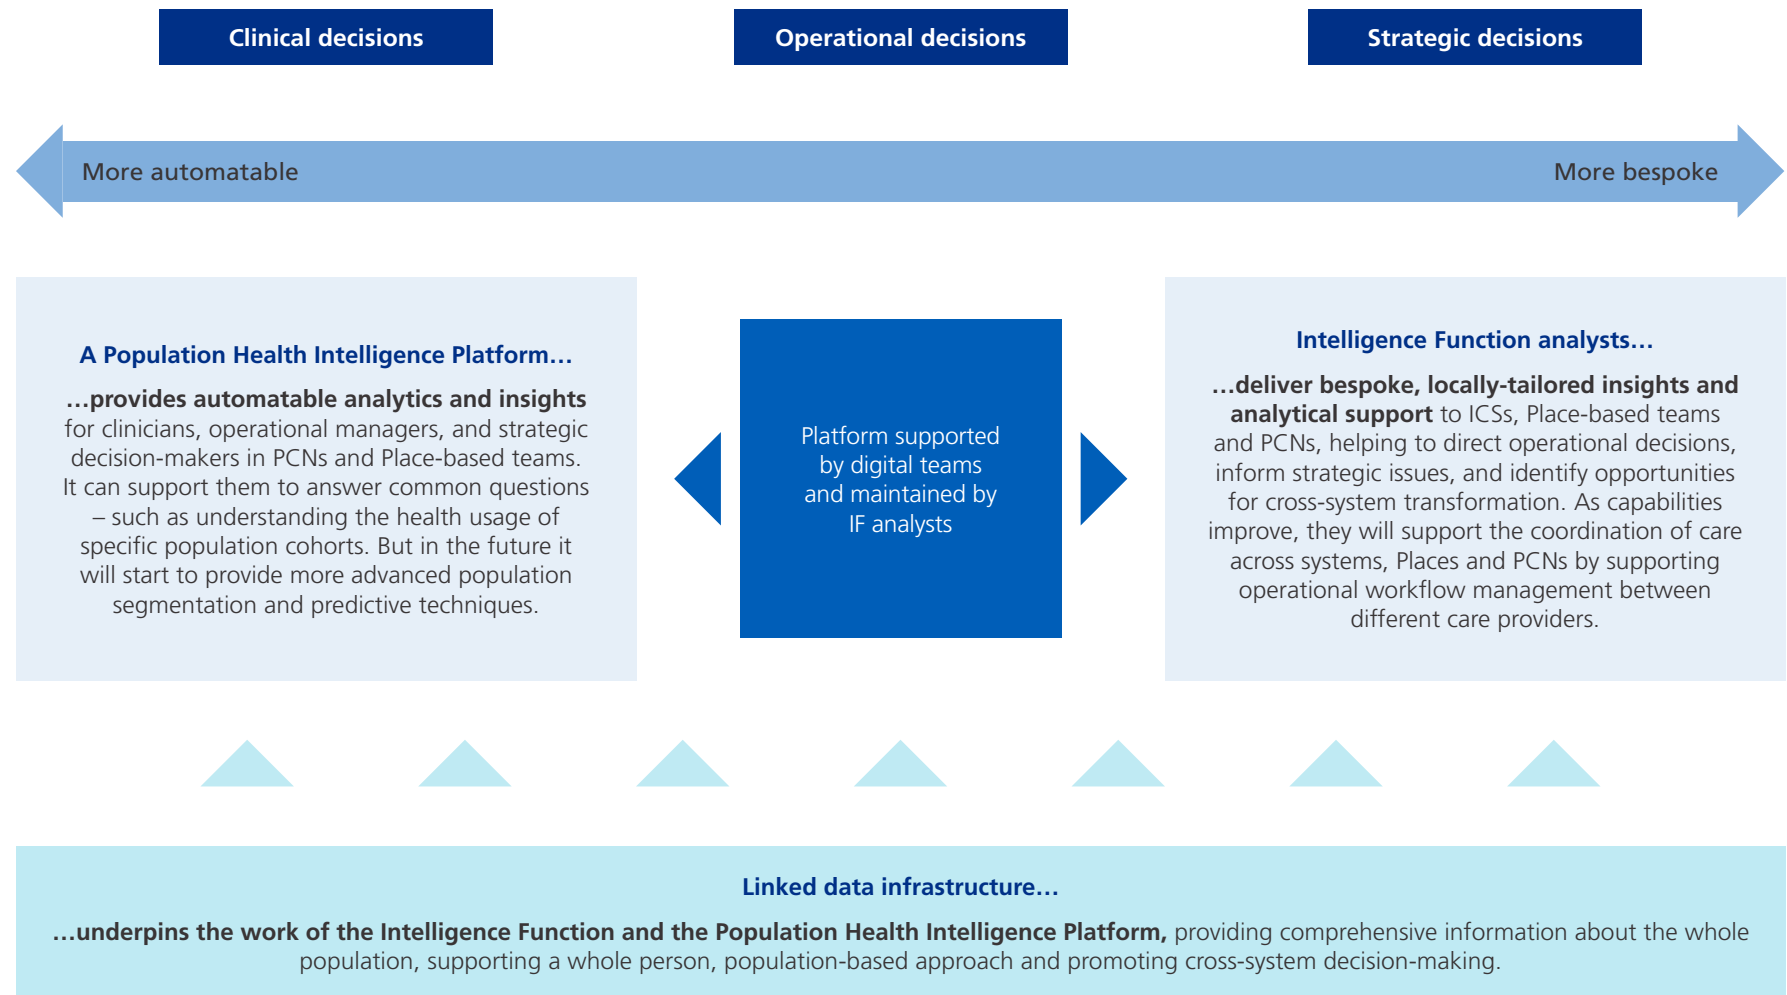 Clinical decisions
Operational decisions
Strategic decisions
More automatable
More bespoke
A Population Health Intelligence Platform…
…provides automatable analytics and insights
for clinicians, operational managers, and strategic
decision-makers in PCNs and Place-based teams.
It can support them to answer common questions
– such as understanding the health usage of
specific population cohorts. But in the future it
will start to provide more advanced population
segmentation and predictive techniques.
Platform supported
by digital teams
and maintained by
IF analysts
Intelligence Function analysts…
…deliver bespoke, locally-tailored insights and
analytical support to ICSs, Place-based teams
and PCNs, helping to direct operational decisions,
inform strategic issues, and identify opportunities
for cross-system transformation. As capabilities
improve, they will support the coordination of care
across systems, Places and PCNs by supporting
operational workflow management between
different care providers.
Linked data infrastructure…
…underpins the work of the Intelligence Function and the Population Health Intelligence Platform, providing comprehensive information about the whole
population, supporting a whole person, population-based approach and promoting cross-system decision-making.